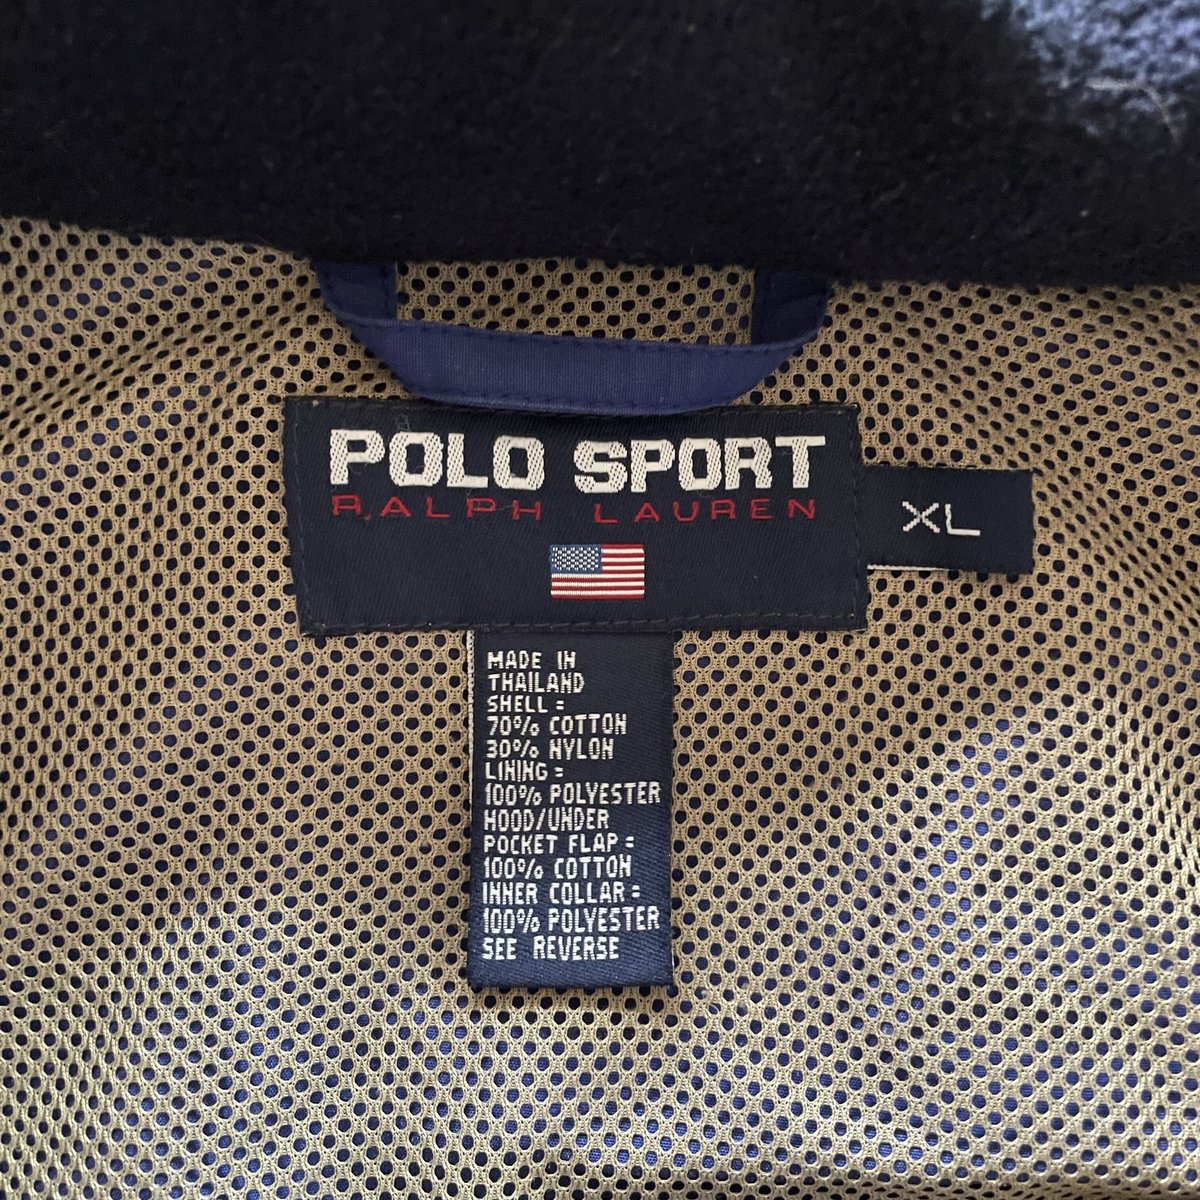 POLO SPORT
RALPH LAUREN
XL
MADE IN
THAILAND
SHELL:
70% COTTON
30% NYLON
LINING:
100% POLYESTER
HOOD/UNDER
POCKET FLAP:
100% COTTON
INNER COLLAR:
100% POLYESTER
SEE REVERSE